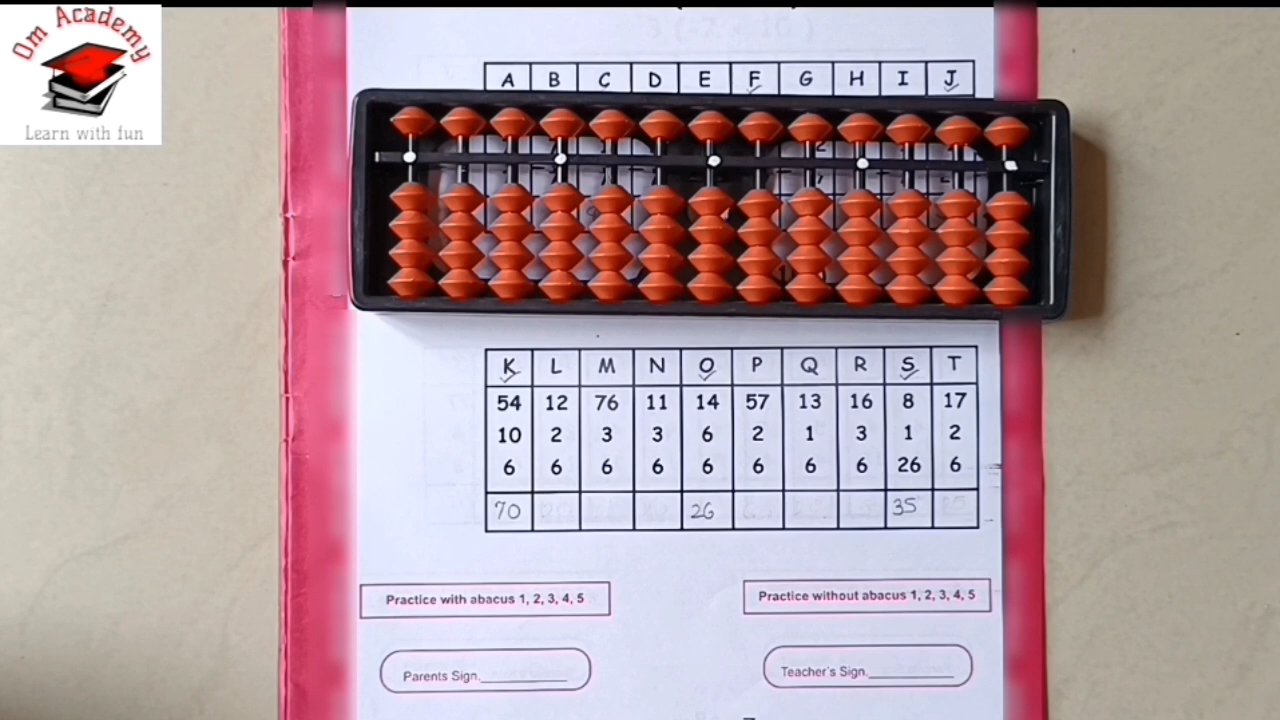 Om Academy
Learn with fun
A B C D E F G H I J
K L M N O P Q R S T
54 12 76 11 14 57 13 16 8 17
10 2 3 3 6 2 1 3 1 2
6 6 6 6 6 6 6 6 26 6
70 26 35
Practice with abacus 1, 2, 3, 4, 5
Practice without abacus 1, 2, 3, 4, 5
Parents Sign.
Teacher's Sign.